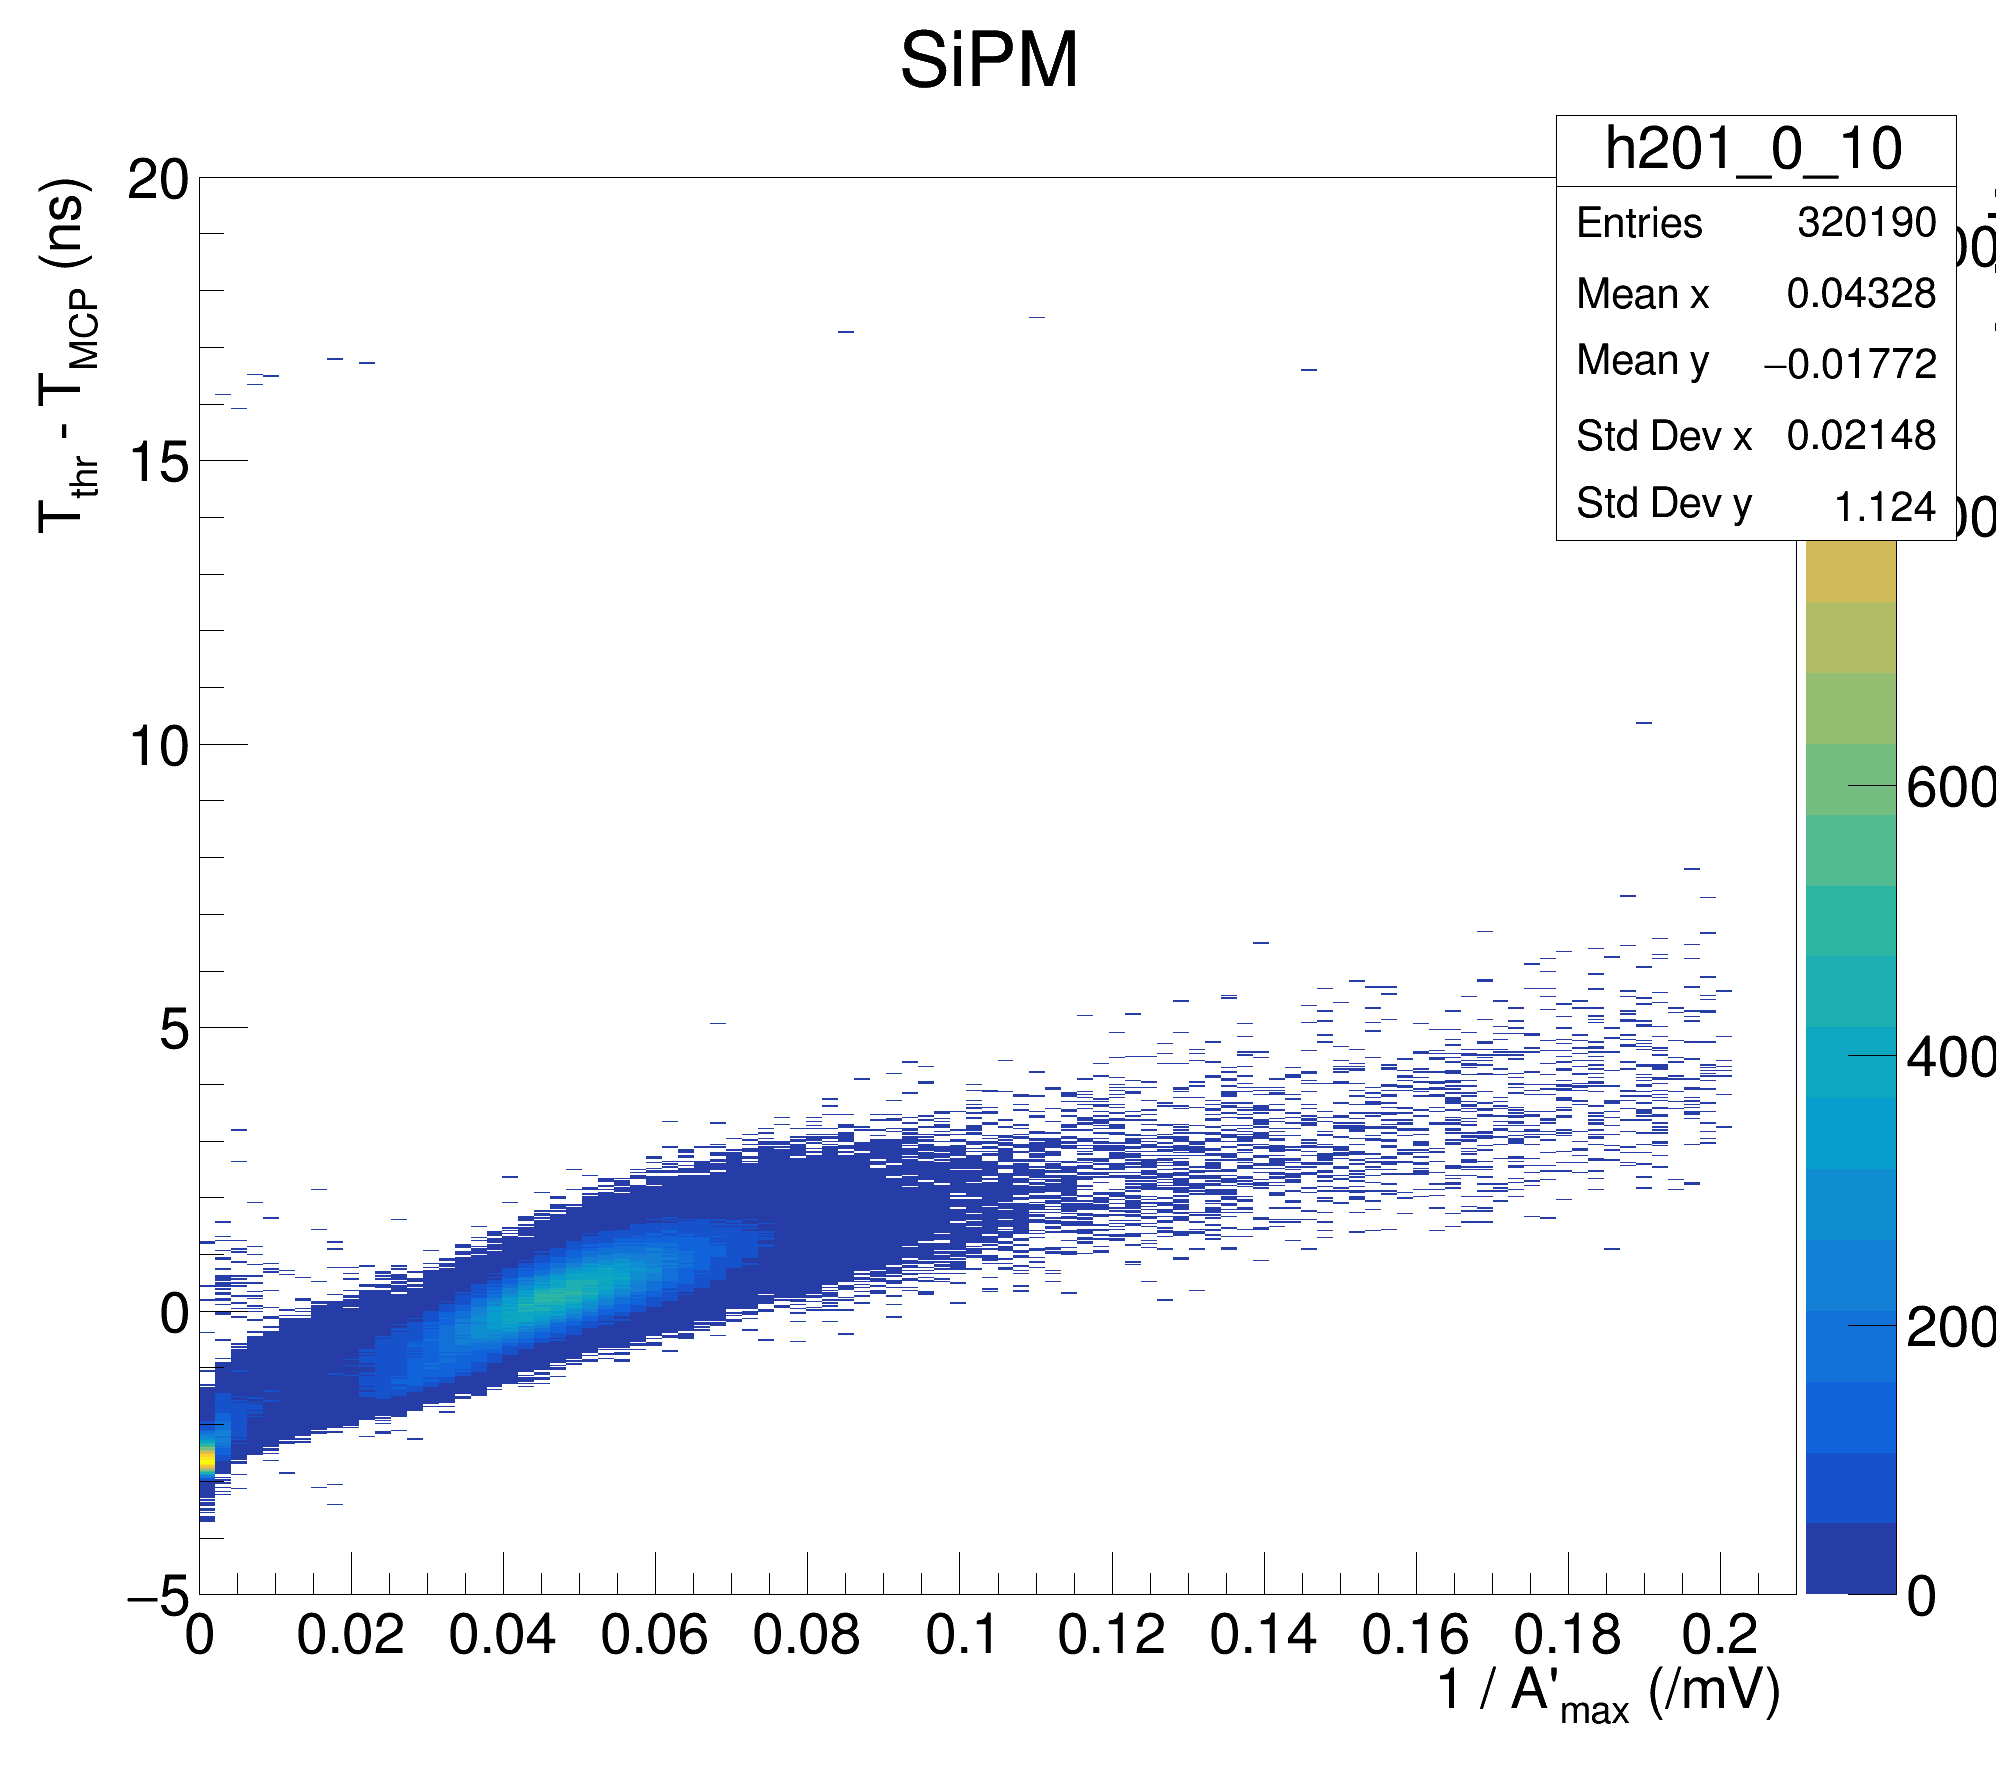 SiPM
h201_0_10
Entries 320190
Mean x 0.04328
Mean y −0.01772
Std Dev x 0.02148
Std Dev y 1.124
T_thr - T_MCP (ns)
20
15
10
5
0
−5
0 0.02 0.04 0.06 0.08 0.1 0.12 0.14 0.16 0.18 0.2
1 / A'_max (/mV)
600
400
200
0